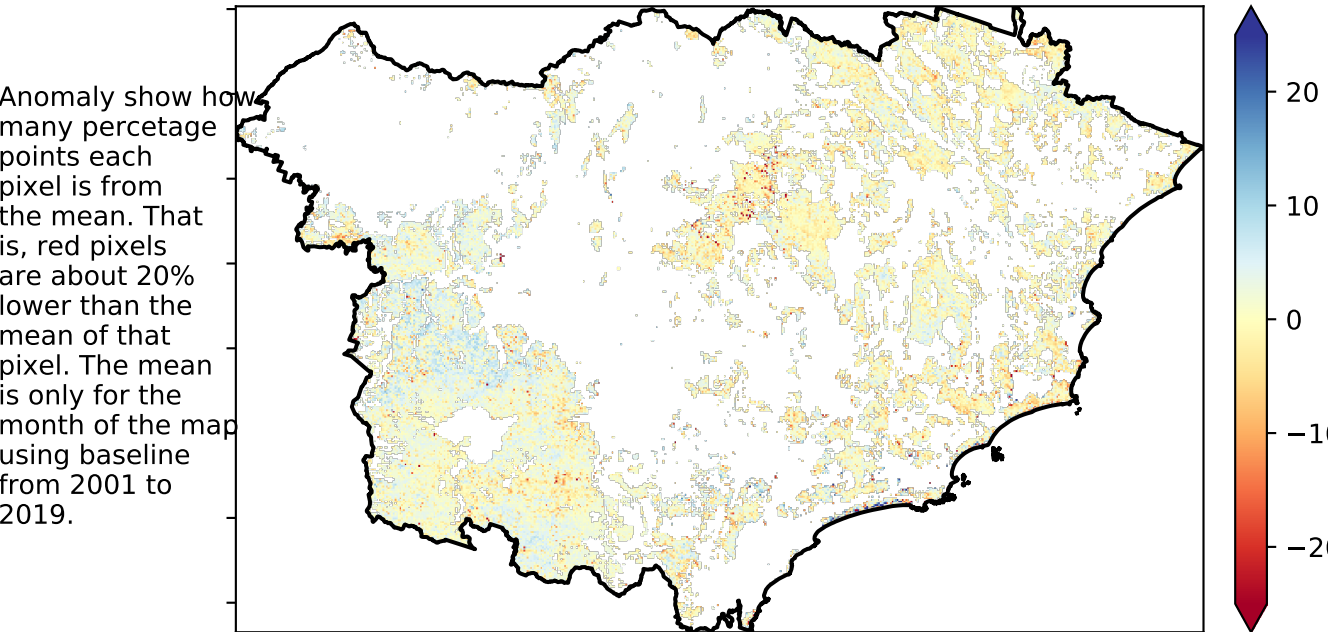 Anomaly show how
many percetage
points each
pixel is from
the mean. That
is, red pixels
are about 20%
lower than the
mean of that
pixel. The mean
is only for the
month of the map
using baseline
from 2001 to
2019.
20
10
0
−10
−20